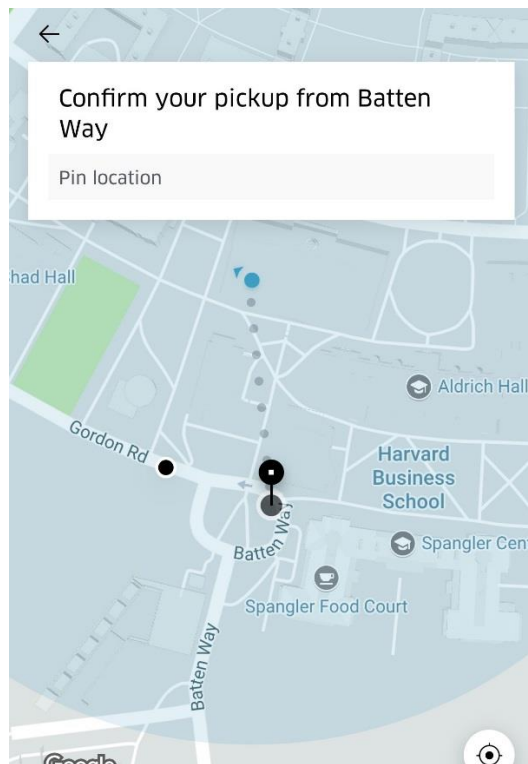 Confirm your pickup from Batten
Way
Pin location
had Hall
Aldrich Hall
Gordon Rd
Harvard
Business
School
Batten Way
Spangler Cen
Spangler Food Court
Batten Way
Google